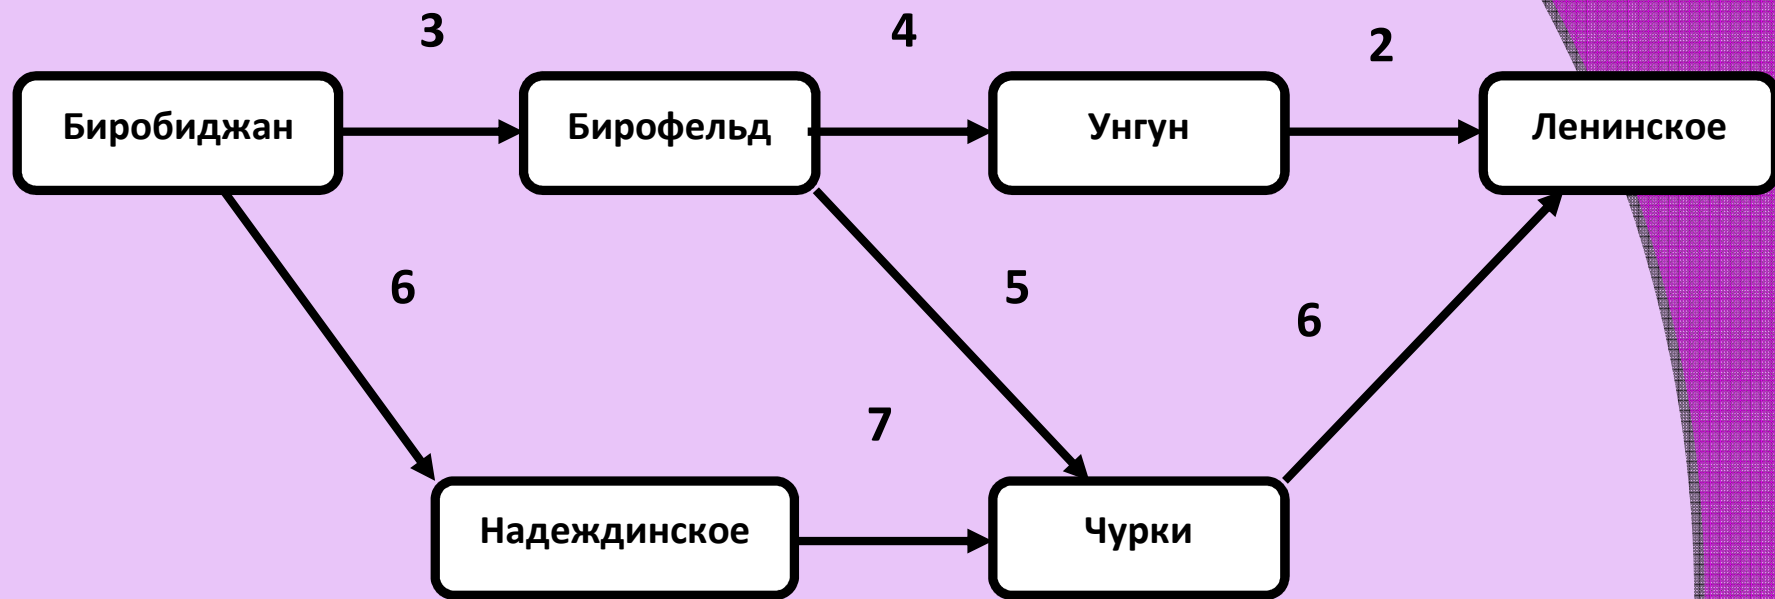 3
4
2
Биробиджан
Бирофельд
Унгун
Ленинское
6
5
6
7
Надеждинское
Чурки